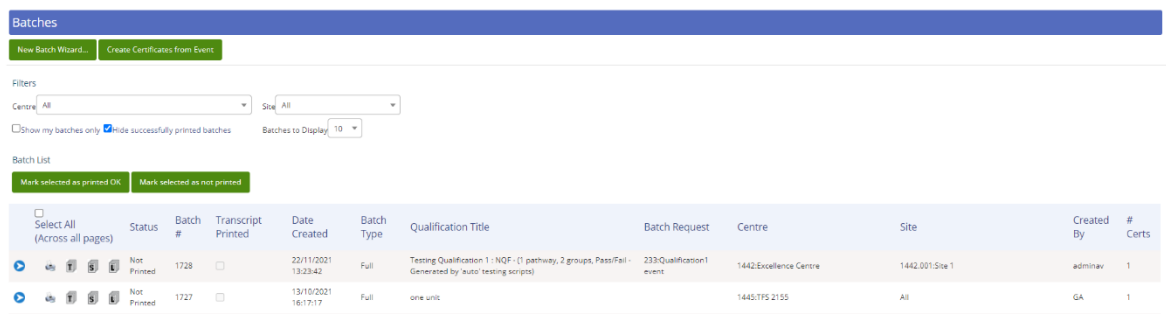 Batches
New Batch Wizard... Create Certificates from Event
Filters
Centre All Site All
Show my batches only Hide successfully printed batches Batches to Display 10
Batch List
Mark selected as printed OK Mark selected as not printed
Select All (Across all pages) Status Batch # Transcript Printed Date Created Batch Type Qualification Title Batch Request Centre Site Created By # Certs
T S L Not Printed 1728 22/11/2021 13:23:42 Full Testing Qualification 1 : NQF - (1 pathway, 2 groups, Pass/Fail - Generated by 'auto' testing scripts) 233:Qualification1 event 1442:Excellence Centre 1442.001:Site 1 adminav 1
T S L Not Printed 1727 13/10/2021 16:17:17 Full one unit 1445:TFS 2155 All GA 1